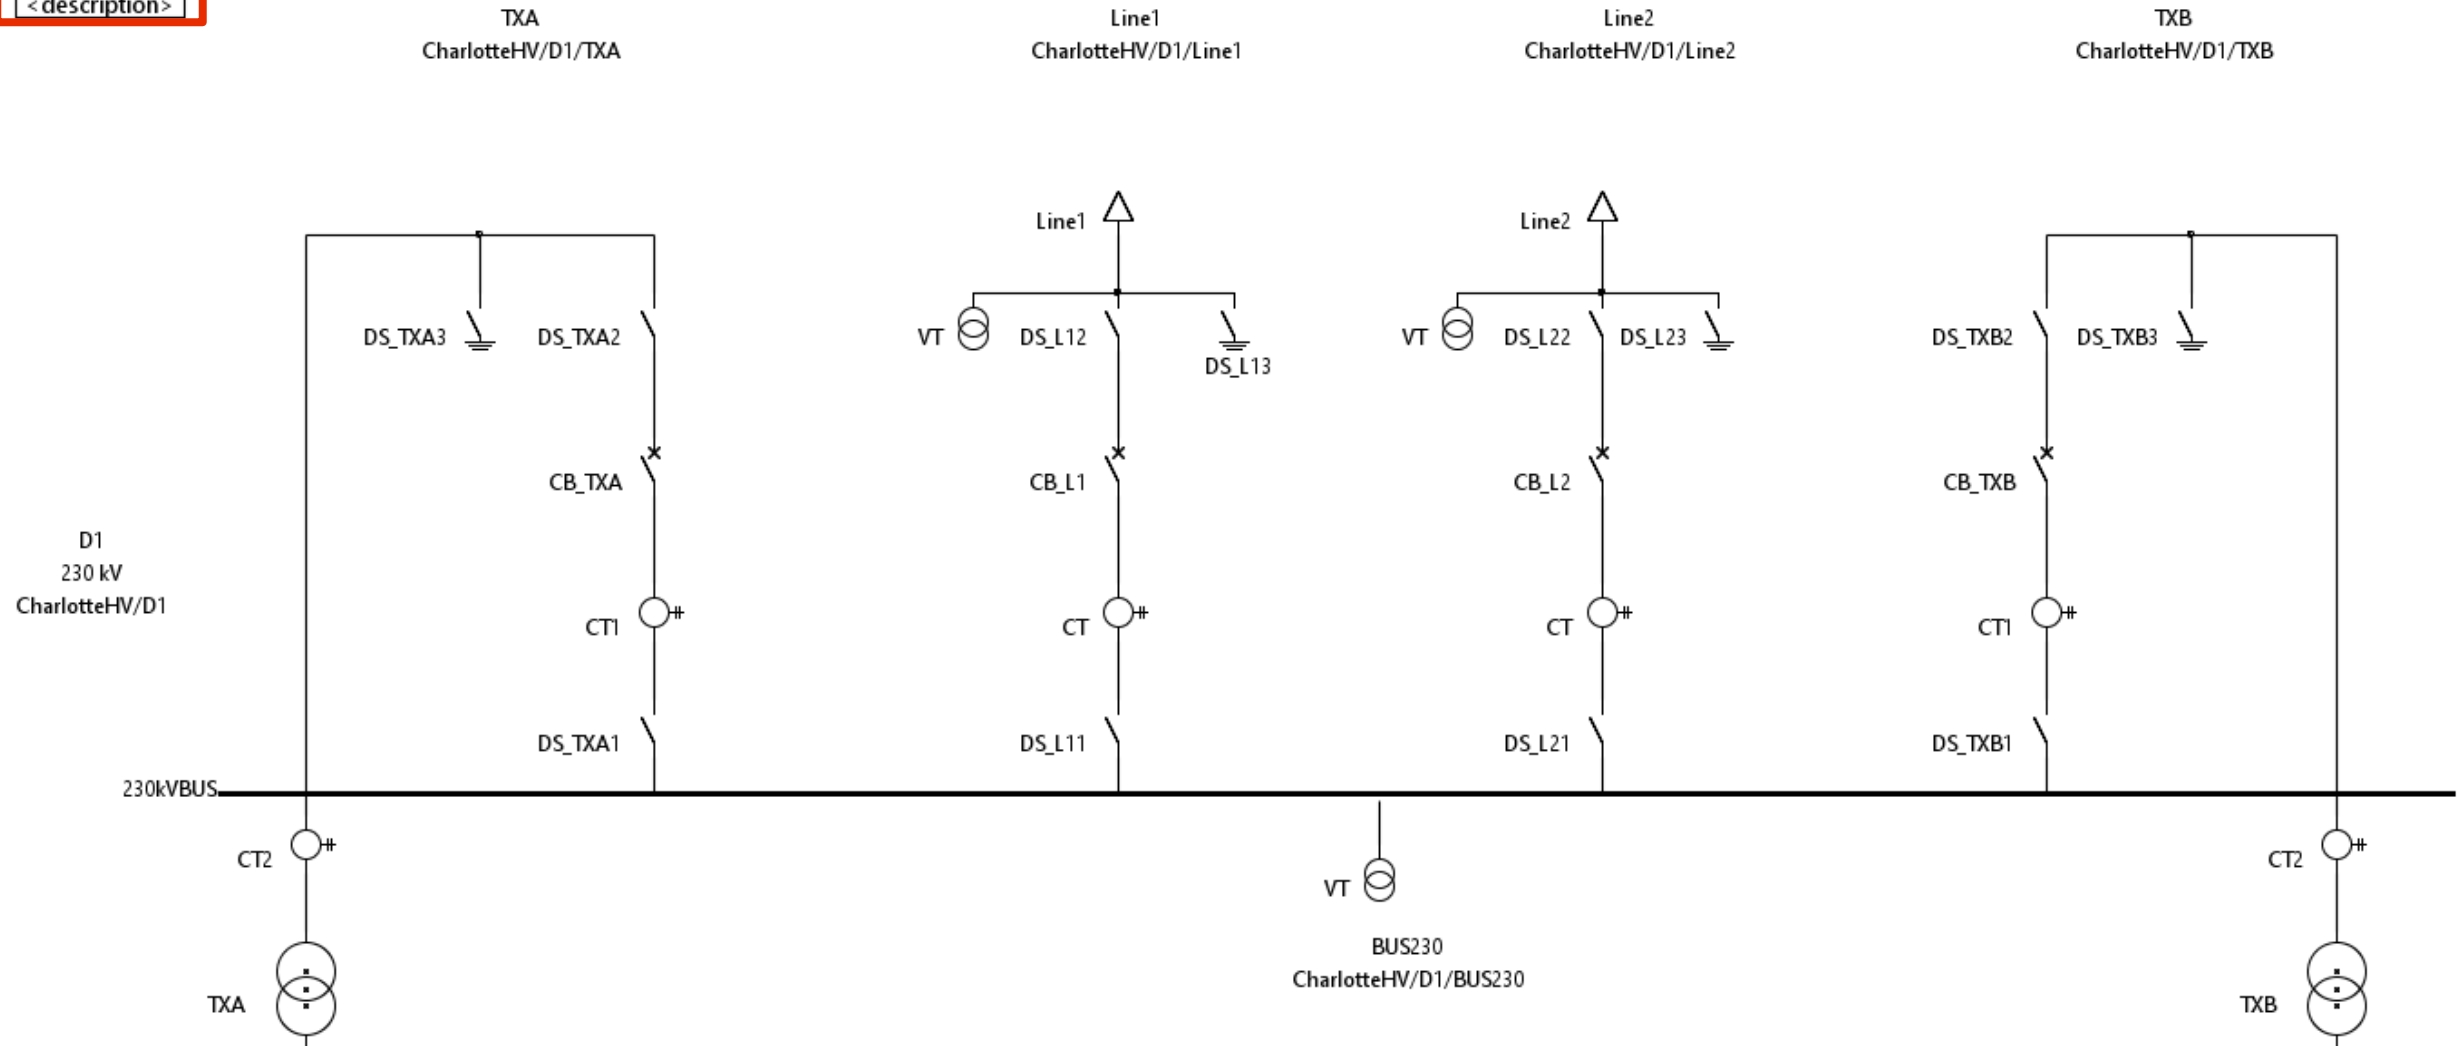 <description>
TXA
CharlotteHV/D1/TXA
Line1
CharlotteHV/D1/Line1
Line2
CharlotteHV/D1/Line2
TXB
CharlotteHV/D1/TXB
Line1
Line2
DS_TXA3
DS_TXA2
VT
DS_L12
DS_L13
VT
DS_L22
DS_L23
DS_TXB2
DS_TXB3
CB_TXA
CB_L1
CB_L2
CB_TXB
D1
230 kV
CharlotteHV/D1
CT1
CT
CT
CT1
DS_TXA1
DS_L11
DS_L21
DS_TXB1
230kVBUS
CT2
VT
CT2
BUS230
CharlotteHV/D1/BUS230
TXA
TXB